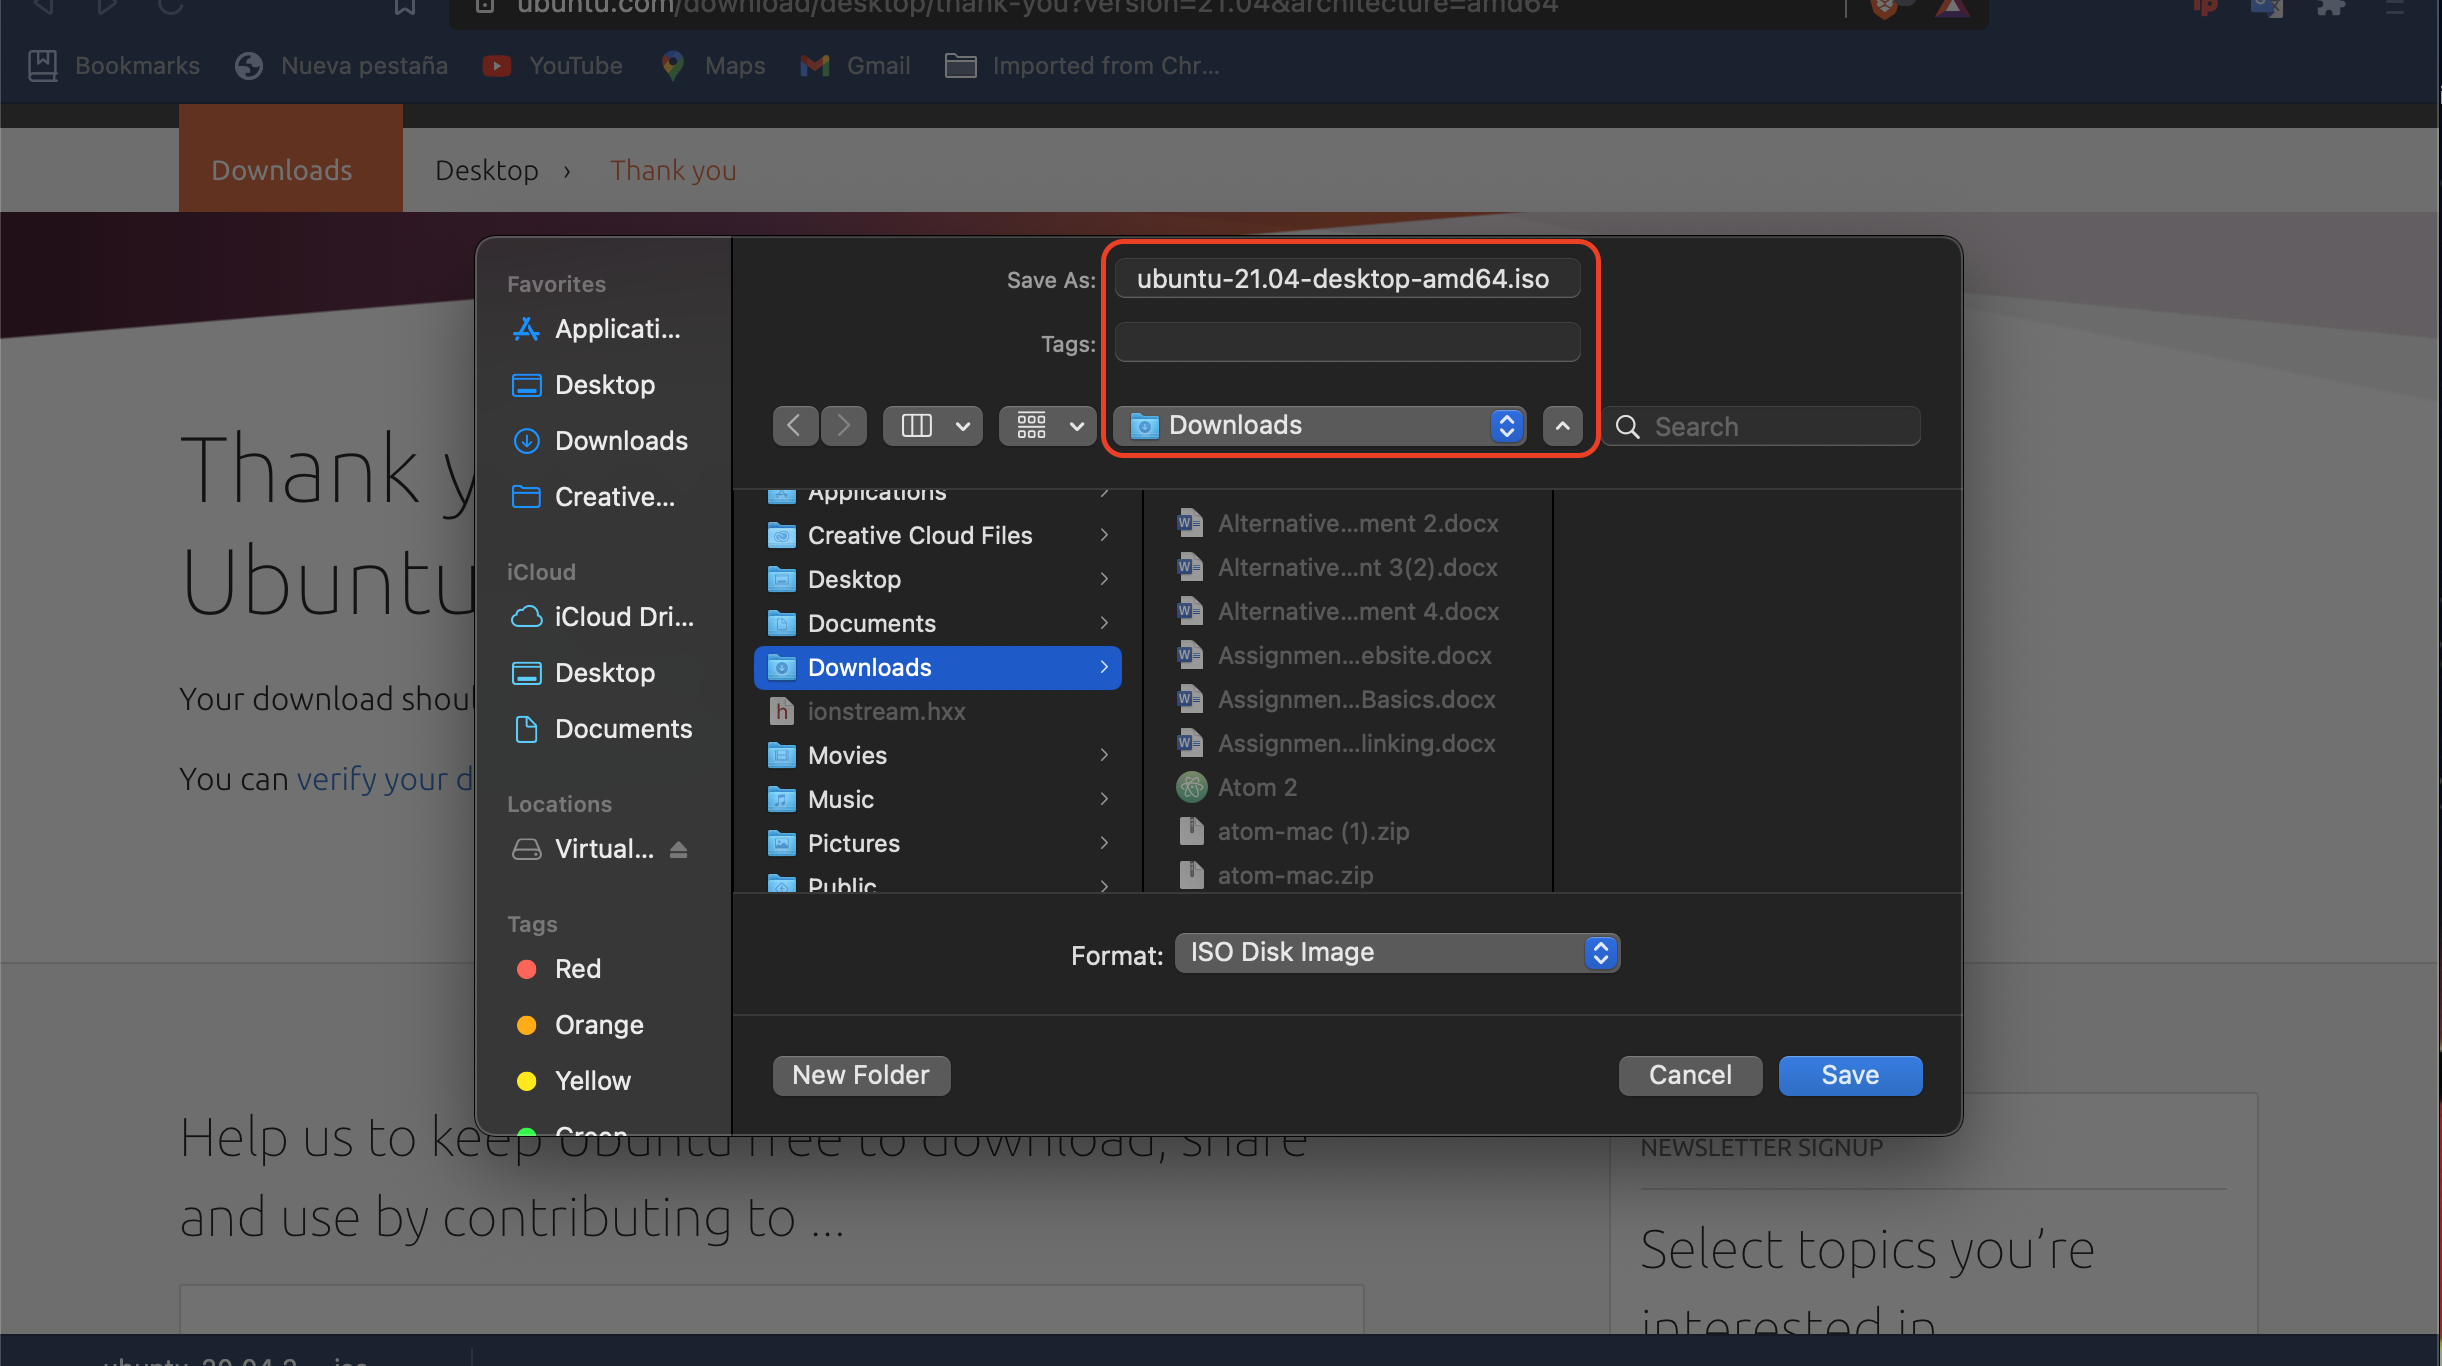 ubuntu.com/download/desktop/thank-you?version=21.04&architecture=amd64
Bookmarks
Nueva pestaña
YouTube
Maps
Gmail
Imported from Chr...
Downloads
Desktop ›
Thank you
Thank y
Ubuntu
Your download shoul
You can verify your d
Favorites
Applicati...
Desktop
Downloads
Creative...
iCloud
iCloud Dri...
Desktop
Documents
Locations
Virtual...
Tags
Red
Orange
Yellow
Green
Save As: ubuntu-21.04-desktop-amd64.iso
Tags:
Downloads
Search
Applications
Creative Cloud Files
Desktop
Documents
Downloads
h ionstream.hxx
Movies
Music
Pictures
Public
Alternative...ment 2.docx
Alternative...nt 3(2).docx
Alternative...ment 4.docx
Assignmen...ebsite.docx
Assignmen...Basics.docx
Assignmen...linking.docx
Atom 2
atom-mac (1).zip
atom-mac.zip
Format: ISO Disk Image
New Folder
Cancel
Save
Help us to keep Ubuntu free to download, share
and use by contributing to ...
NEWSLETTER SIGNUP
Select topics you’re
interested in